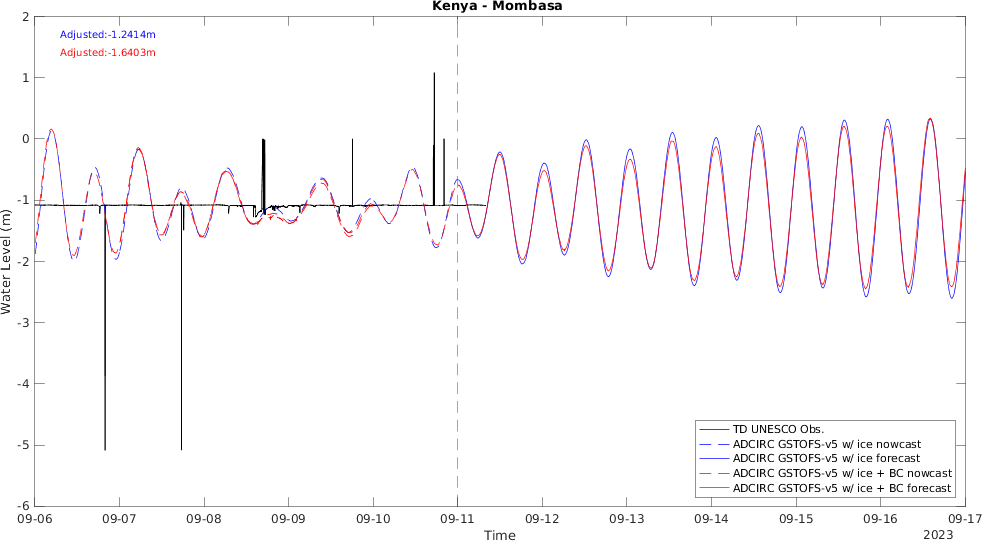 Kenya - Mombasa
Adjusted:-1.2414m
Adjusted:-1.6403m
2
1
0
-1
-2
-3
-4
-5
-6
Water Level (m)
TD UNESCO Obs.
ADCIRC GSTOFS-v5 w/ ice nowcast
ADCIRC GSTOFS-v5 w/ ice forecast
ADCIRC GSTOFS-v5 w/ ice + BC nowcast
ADCIRC GSTOFS-v5 w/ ice + BC forecast
09-06 09-07 09-08 09-09 09-10 09-11 09-12 09-13 09-14 09-15 09-16 09-17
Time
2023